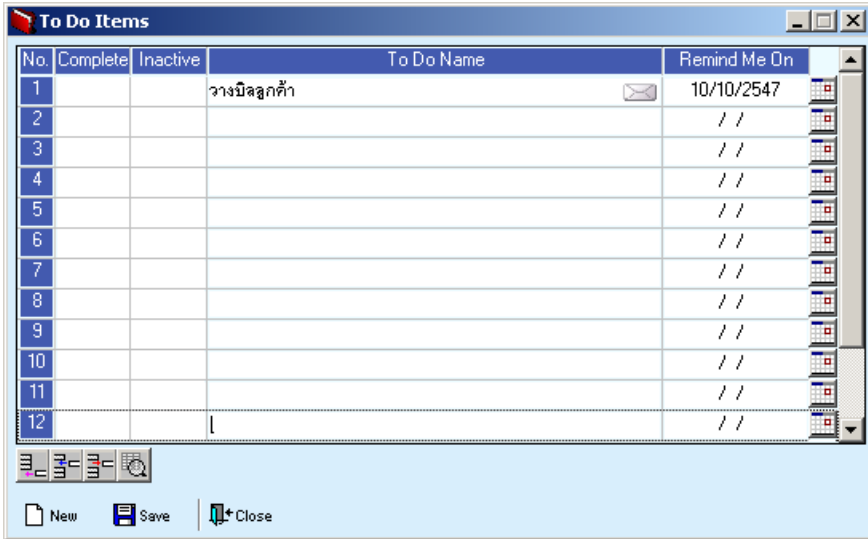 To Do Items
No. Complete Inactive To Do Name Remind Me On
1 วางบิลลูกค้า 10/10/2547
2 / /
3 / /
4 / /
5 / /
6 / /
7 / /
8 / /
9 / /
10 / /
11 / /
12 / /
New Save Close